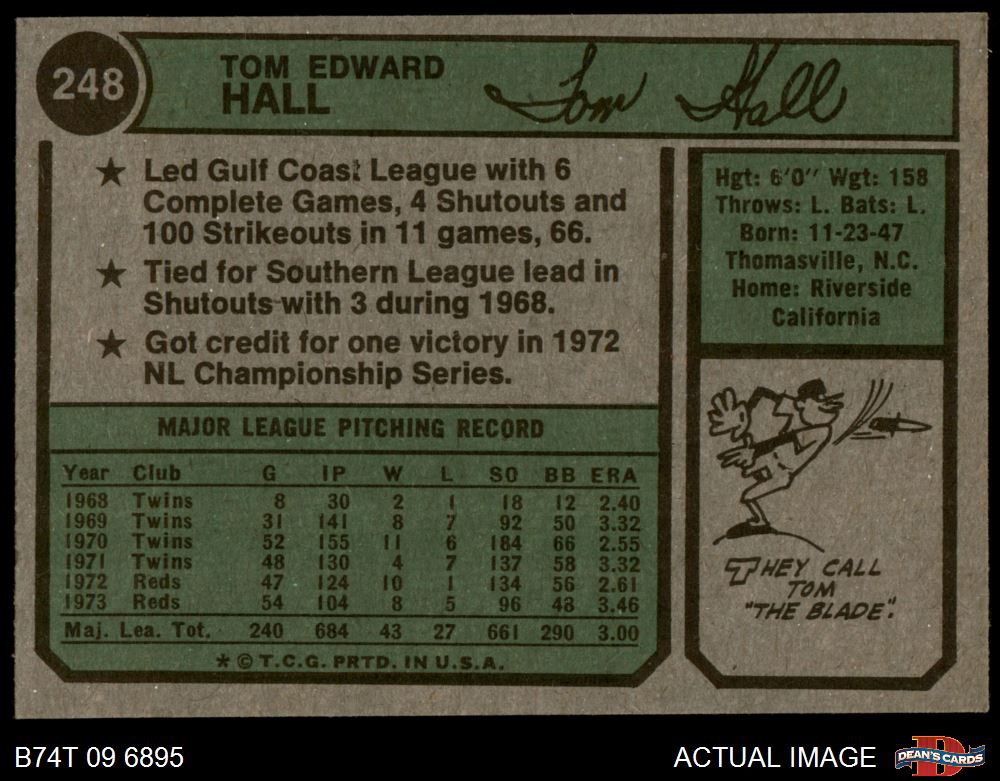 248
TOM EDWARD
HALL
Tom Hall
★ Led Gulf Coast League with 6
Complete Games, 4 Shutouts and
100 Strikeouts in 11 games, 66.
★ Tied for Southern League lead in
Shutouts with 3 during 1968.
★ Got credit for one victory in 1972
NL Championship Series.
MAJOR LEAGUE PITCHING RECORD
Year Club G IP W L SO BB ERA
1968 Twins 8 30 2 1 18 12 2.40
1969 Twins 31 141 8 7 92 50 3.32
1970 Twins 52 155 11 6 184 66 2.55
1971 Twins 48 130 4 7 137 58 3.32
1972 Reds 47 124 10 1 134 56 2.61
1973 Reds 54 104 8 5 96 48 3.46
Maj. Lea. Tot. 240 684 43 27 661 290 3.00
* © T.C.G. PRTD. IN U.S.A.
Hgt: 6'0" Wgt: 158
Throws: L. Bats: L.
Born: 11-23-47
Thomasville, N.C.
Home: Riverside
California
THEY CALL
TOM
"THE BLADE".
B74T 09 6895
ACTUAL IMAGE
D
DEAN'S CARDS